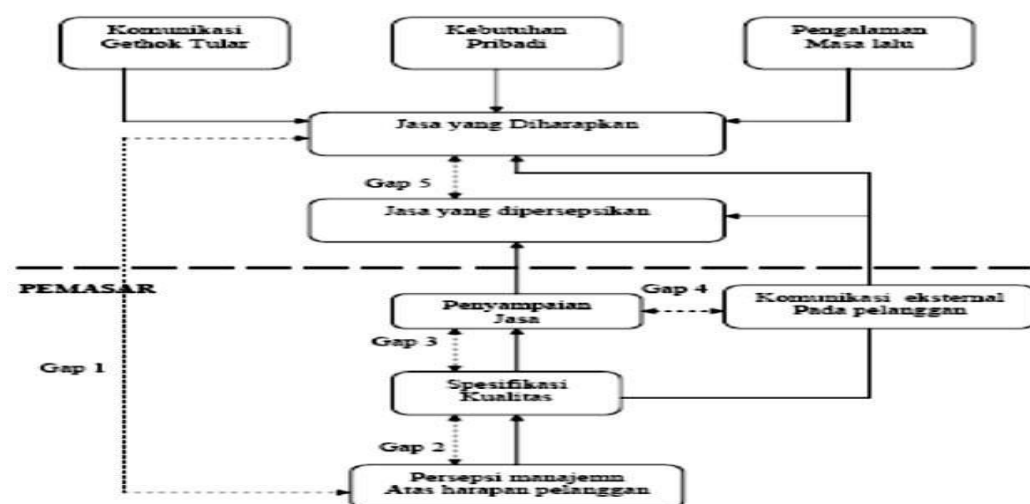 Komunikasi
Gethok Tular
Kebutuhan
Pribadi
Pengalaman
Masa lalu
Jasa yang Diharapkan
Gap 5
Jasa yang dipersepsikan
PEMASAR
Gap 4
Penyampaian
Jasa
Komunikasi eksternal
Pada pelanggan
Gap 3
Gap 1
Spesifikasi
Kualitas
Gap 2
Persepsi manajemn
Atas harapan pelanggan